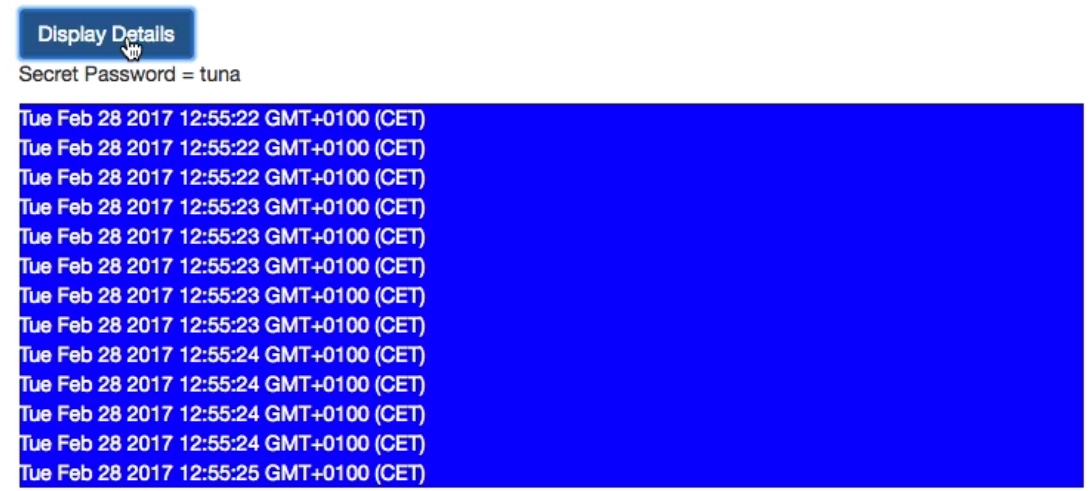 Display Details
Secret Password = tuna
Tue Feb 28 2017 12:55:22 GMT+0100 (CET)
Tue Feb 28 2017 12:55:22 GMT+0100 (CET)
Tue Feb 28 2017 12:55:22 GMT+0100 (CET)
Tue Feb 28 2017 12:55:23 GMT+0100 (CET)
Tue Feb 28 2017 12:55:23 GMT+0100 (CET)
Tue Feb 28 2017 12:55:23 GMT+0100 (CET)
Tue Feb 28 2017 12:55:23 GMT+0100 (CET)
Tue Feb 28 2017 12:55:23 GMT+0100 (CET)
Tue Feb 28 2017 12:55:24 GMT+0100 (CET)
Tue Feb 28 2017 12:55:24 GMT+0100 (CET)
Tue Feb 28 2017 12:55:24 GMT+0100 (CET)
Tue Feb 28 2017 12:55:24 GMT+0100 (CET)
Tue Feb 28 2017 12:55:25 GMT+0100 (CET)